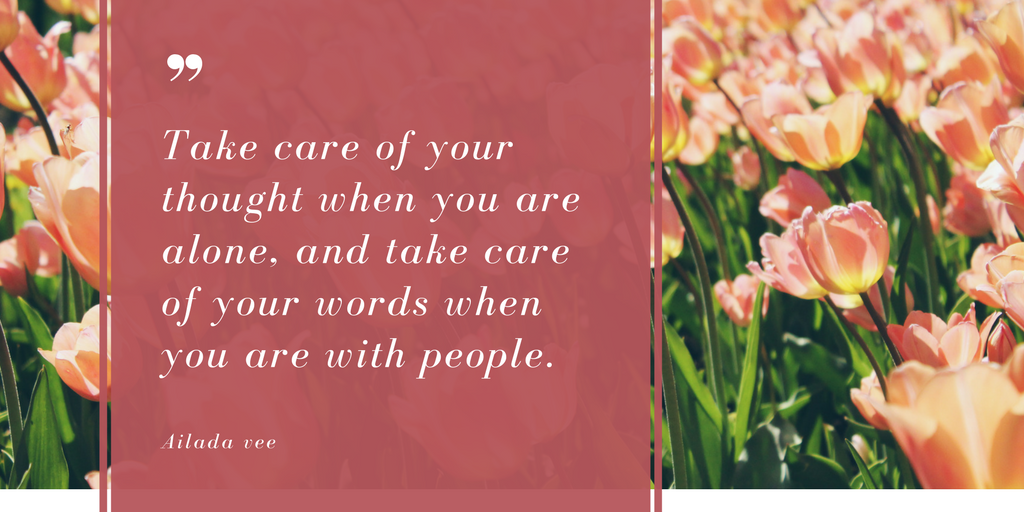 ”
Take care of your
thought when you are
alone, and take care
of your words when
you are with people.
Ailada vee